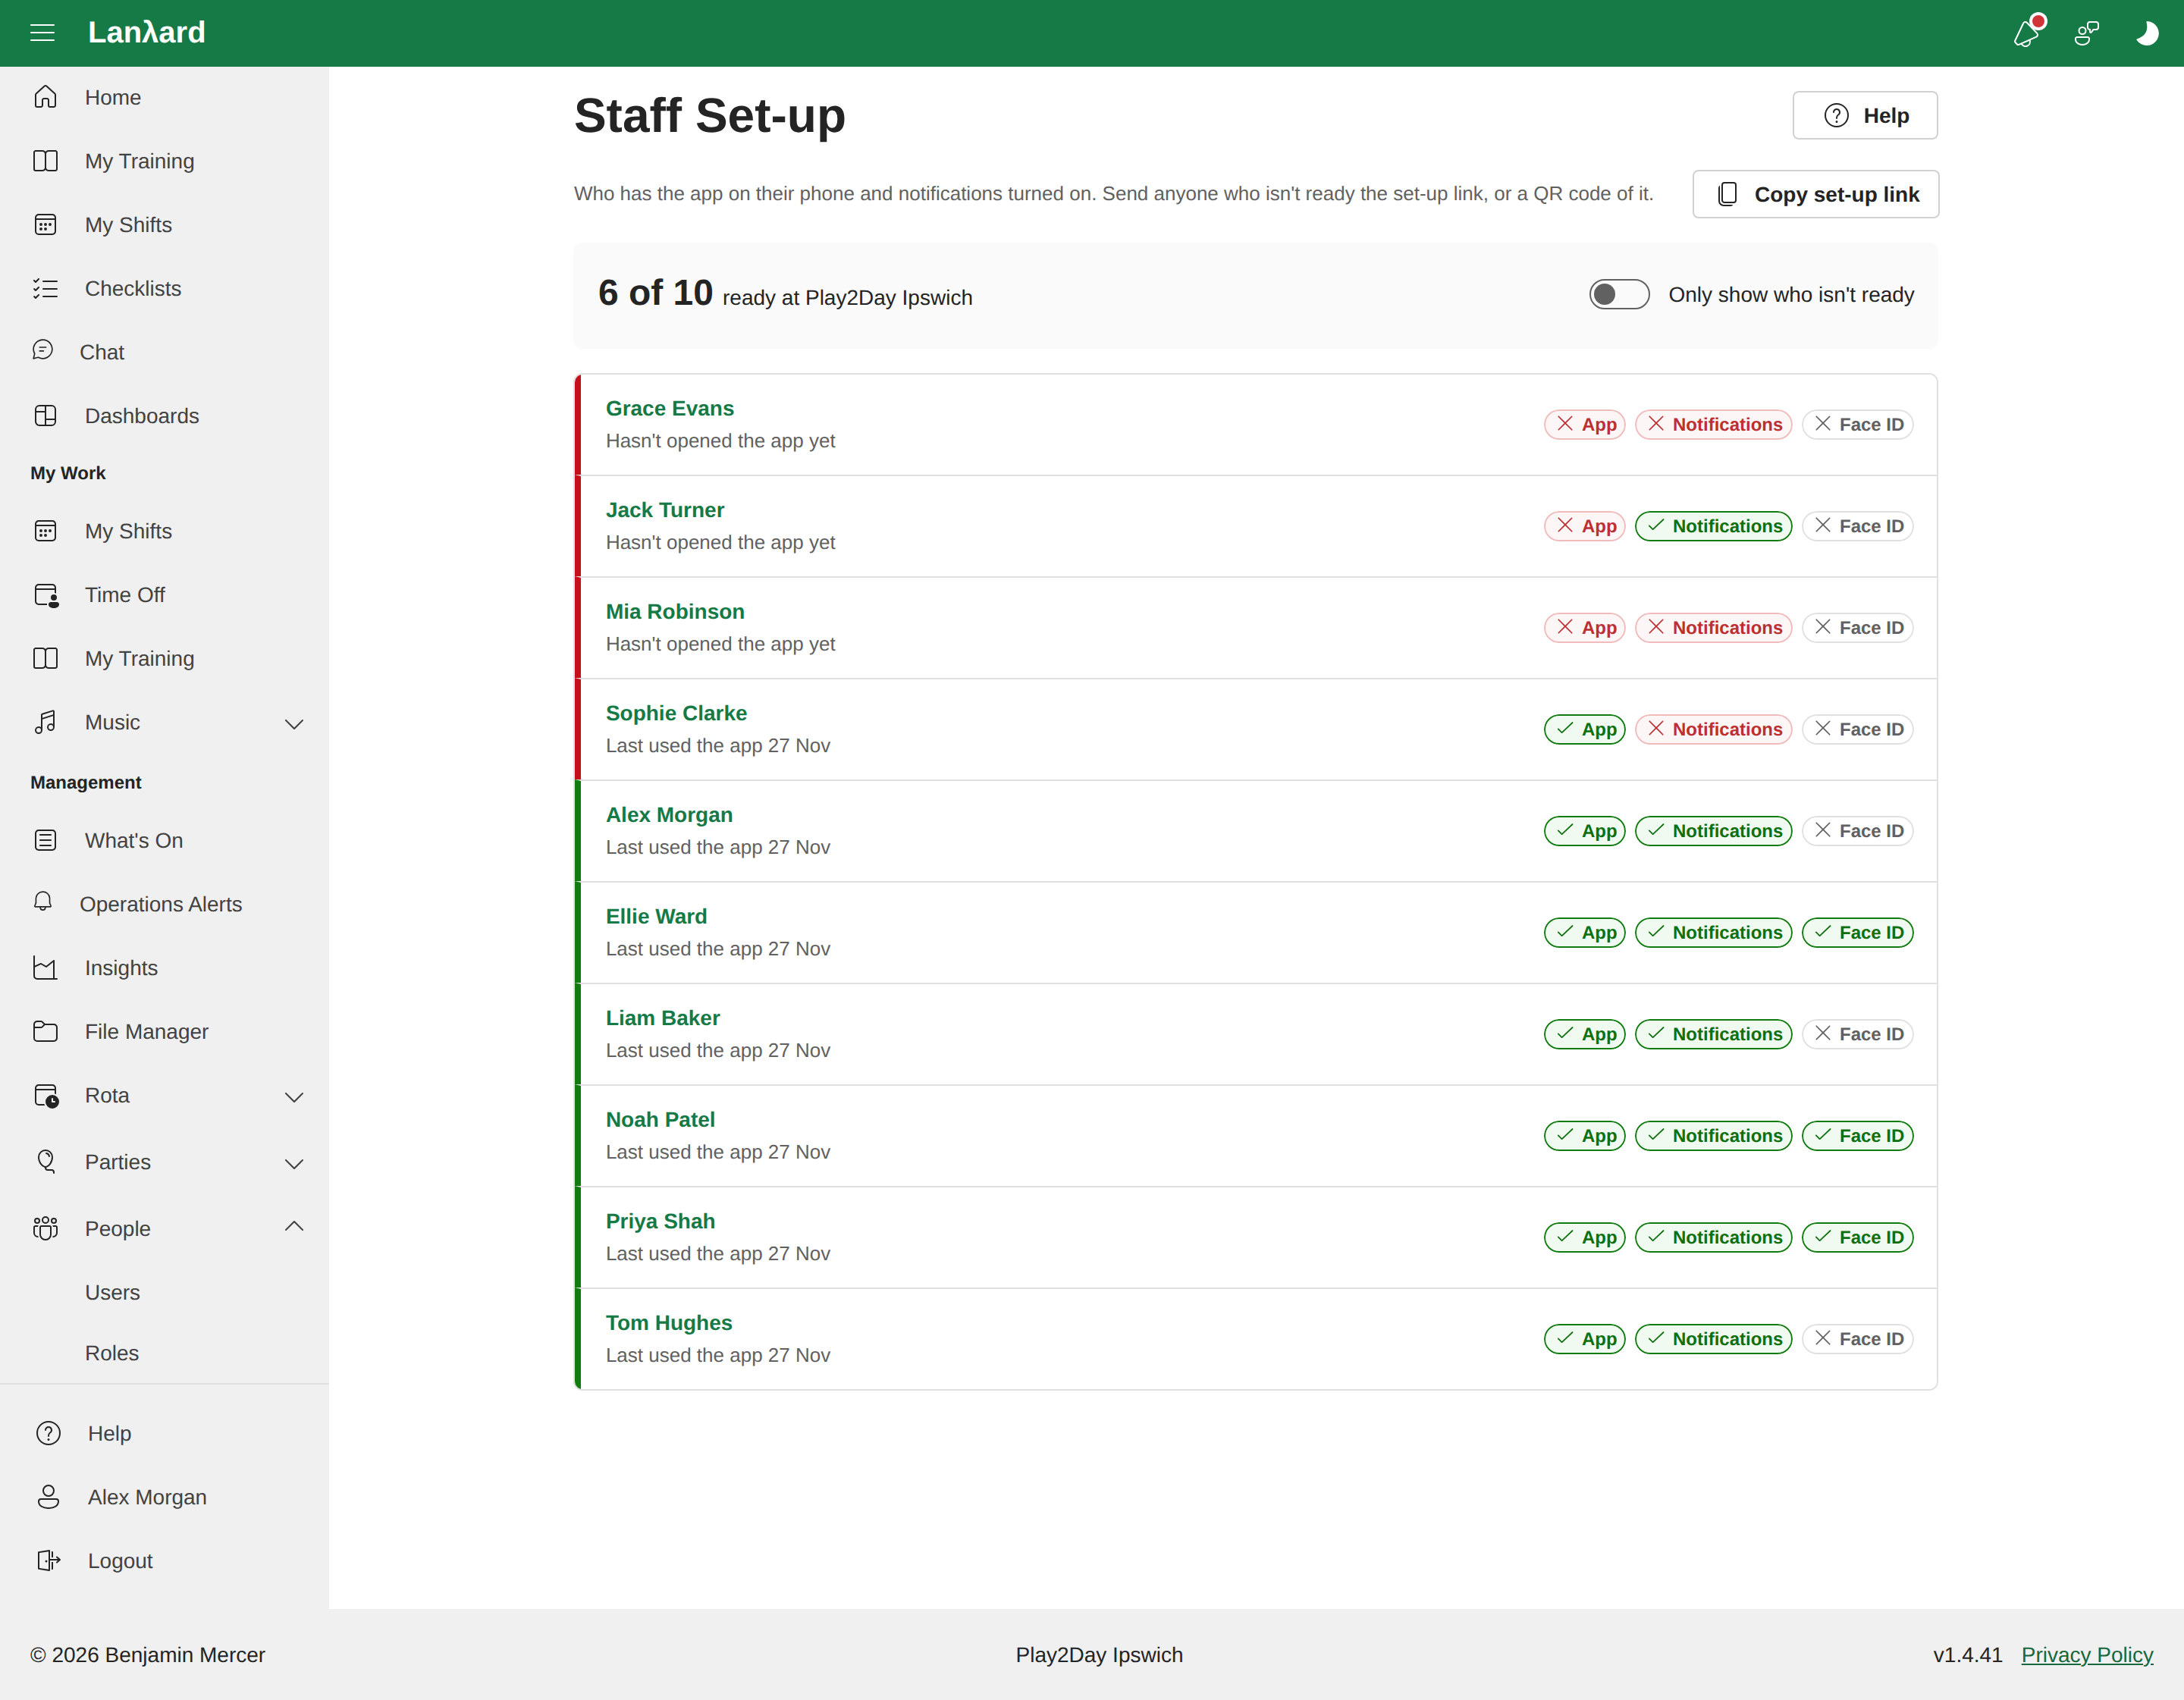 Lanλard
Home
My Training
My Shifts
Checklists
Chat
Dashboards
My Work
My Shifts
Time Off
My Training
Music
Management
What's On
Operations Alerts
Insights
File Manager
Rota
Parties
People
Users
Roles
Help
Alex Morgan
Logout
Staff Set-up
Help
Who has the app on their phone and notifications turned on. Send anyone who isn't ready the set-up link, or a QR code of it.
Copy set-up link
6 of 10 ready at Play2Day Ipswich
Only show who isn't ready
Grace Evans
Hasn't opened the app yet
App Notifications Face ID
Jack Turner
Hasn't opened the app yet
App Notifications Face ID
Mia Robinson
Hasn't opened the app yet
App Notifications Face ID
Sophie Clarke
Last used the app 27 Nov
App Notifications Face ID
Alex Morgan
Last used the app 27 Nov
App Notifications Face ID
Ellie Ward
Last used the app 27 Nov
App Notifications Face ID
Liam Baker
Last used the app 27 Nov
App Notifications Face ID
Noah Patel
Last used the app 27 Nov
App Notifications Face ID
Priya Shah
Last used the app 27 Nov
App Notifications Face ID
Tom Hughes
Last used the app 27 Nov
App Notifications Face ID
© 2026 Benjamin Mercer
Play2Day Ipswich
v1.4.41 Privacy Policy